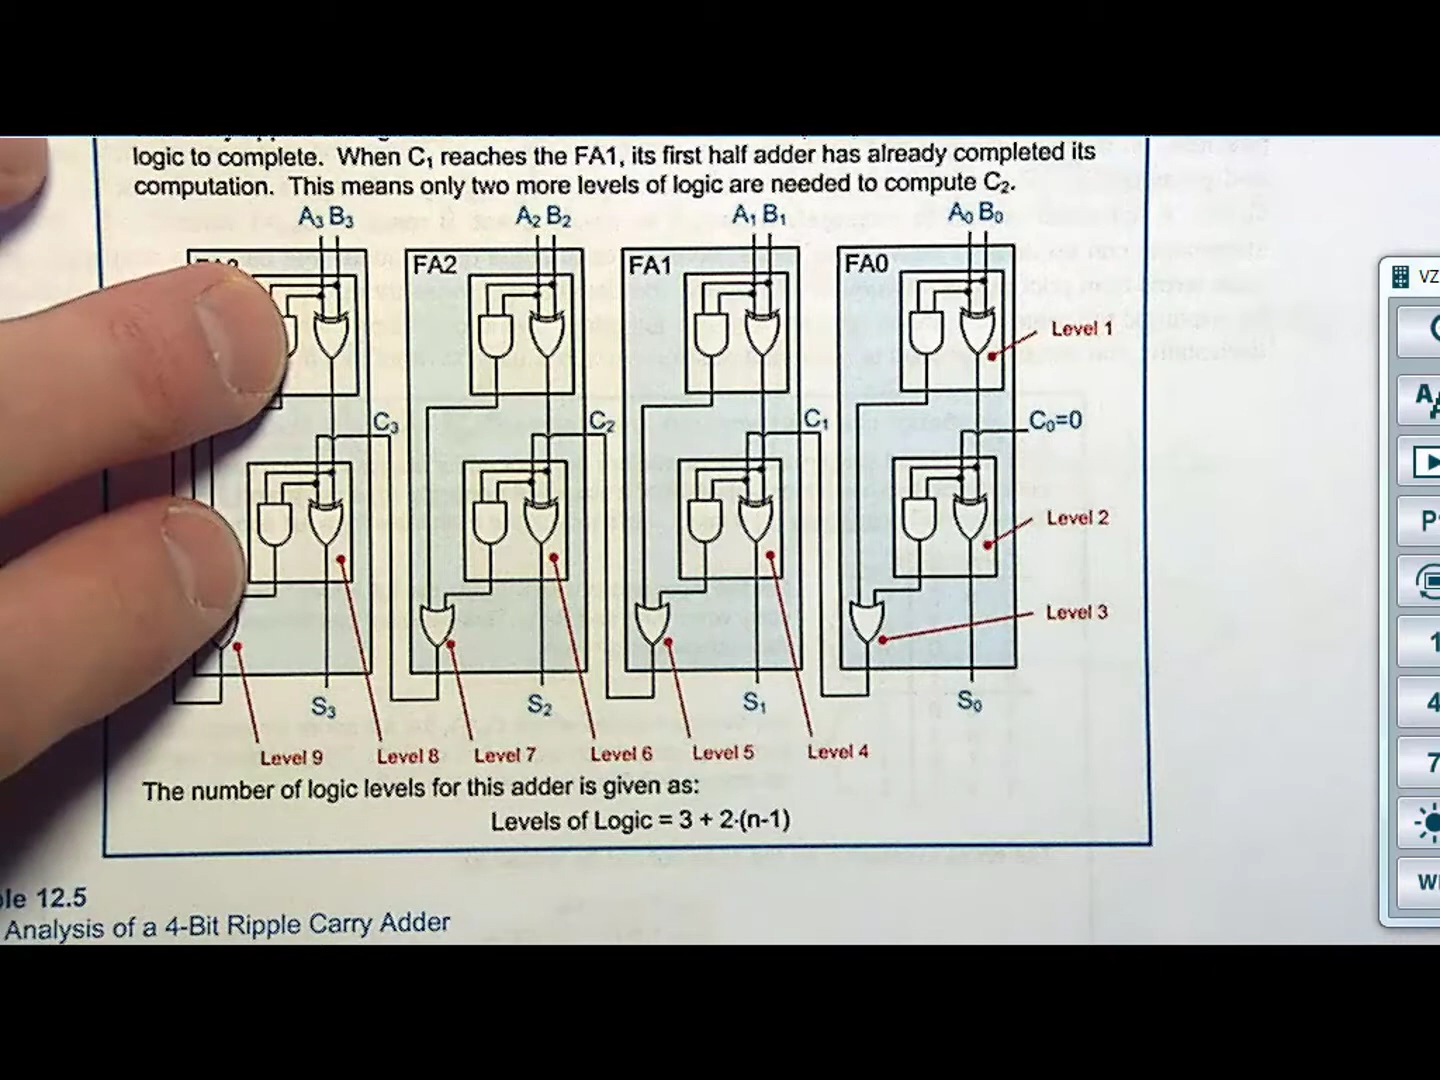 logic to complete. When C₁ reaches the FA1, its first half adder has already completed its
computation. This means only two more levels of logic are needed to compute C₂.
A₃ B₃ A₂ B₂ A₁ B₁ A₀ B₀
FA2 FA1 FA0
Level 1
C₃ C₂ C₁ C₀=0
Level 2
Level 3
S₃ S₂ S₁ S₀
Level 9 Level 8 Level 7 Level 6 Level 5 Level 4
The number of logic levels for this adder is given as:
Levels of Logic = 3 + 2·(n-1)
12.5
Analysis of a 4-Bit Ripple Carry Adder
VZ
1
4
7